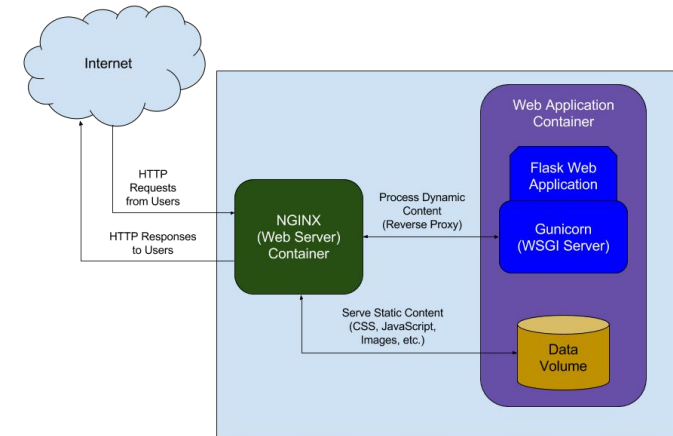 Internet
HTTP
Requests
from Users
HTTP Responses
to Users
NGINX
(Web Server)
Container
Process Dynamic
Content
(Reverse Proxy)
Serve Static Content
(CSS, JavaScript,
Images, etc.)
Web Application
Container
Flask Web
Application
Gunicorn
(WSGI Server)
Data
Volume